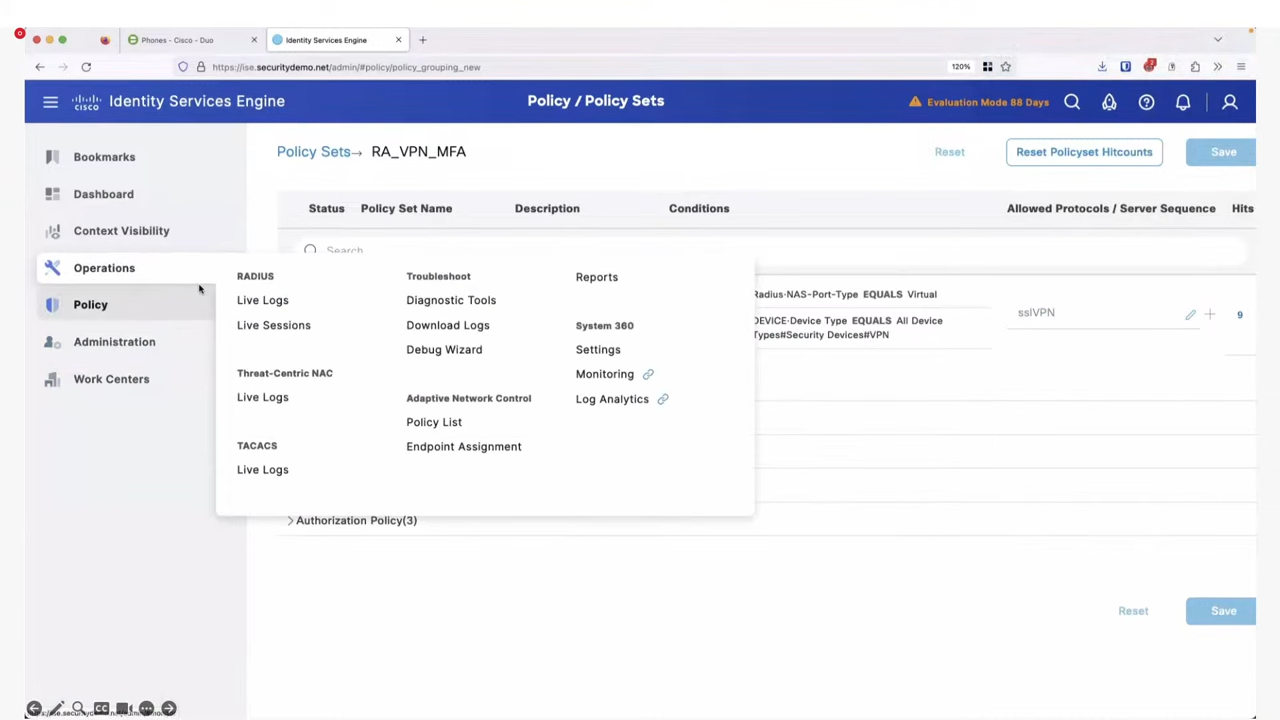 Phones - Cisco - Duo
Identity Services Engine
https://ise.securitydemo.net/admin/#policy/policy_grouping_new
120%
2
cisco
Identity Services Engine
Policy / Policy Sets
Evaluation Mode 88 Days
Bookmarks
Dashboard
Context Visibility
Operations
Policy
Administration
Work Centers
Policy Sets→ RA_VPN_MFA
Reset
Reset Policyset Hitcounts
Save
Status
Policy Set Name
Description
Conditions
Allowed Protocols / Server Sequence
Hits
Search
RADIUS
Live Logs
Live Sessions
Threat-Centric NAC
Live Logs
TACACS
Live Logs
Troubleshoot
Diagnostic Tools
Download Logs
Debug Wizard
Adaptive Network Control
Policy List
Endpoint Assignment
Reports
System 360
Settings
Monitoring
Log Analytics
Radius·NAS-Port-Type EQUALS Virtual
DEVICE·Device Type EQUALS All Device
Types#Security Devices#VPN
sslVPN
9
Authorization Policy(3)
Reset
Save
CC